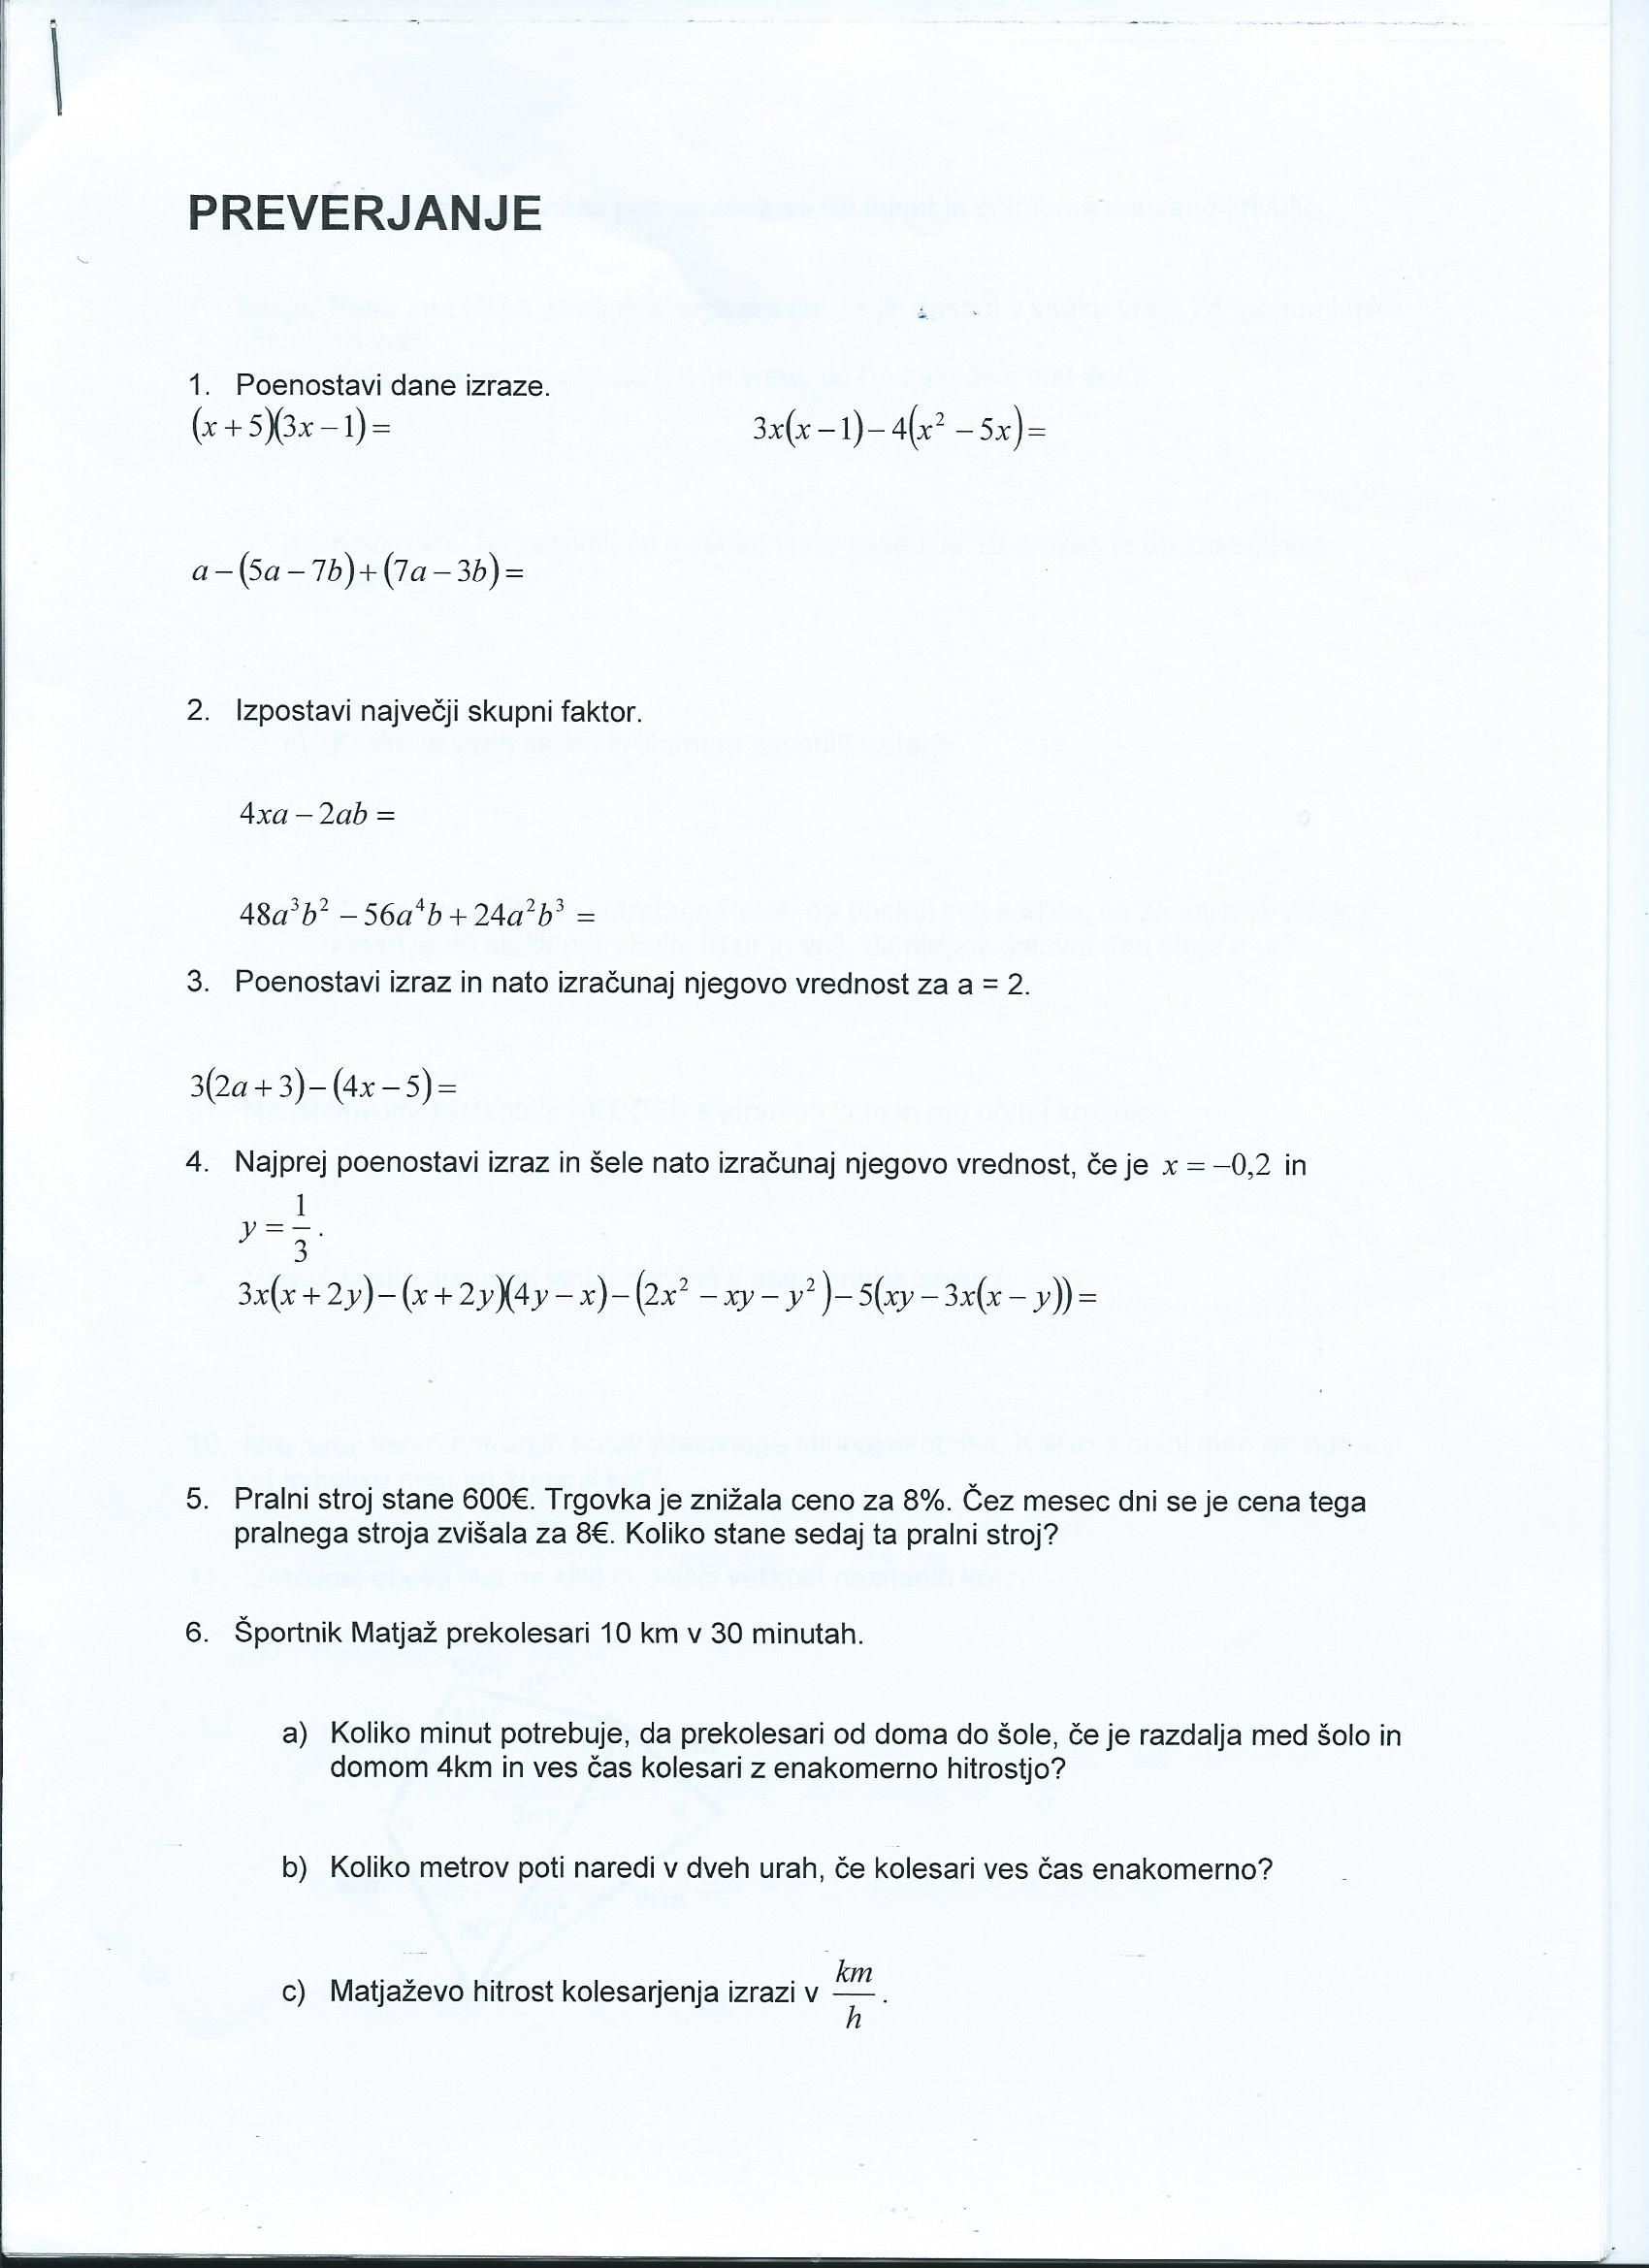 PREVERJANJE
1. Poenostavi dane izraze.
(x + 5)(3x − 1) = 3x(x − 1) − 4(x² − 5x) =
a − (5a − 7b) + (7a − 3b) =
2. Izpostavi največji skupni faktor.
4xa − 2ab =
48a³b² − 56a⁴b + 24a²b³ =
3. Poenostavi izraz in nato izračunaj njegovo vrednost za a = 2.
3(2a + 3) − (4x − 5) =
4. Najprej poenostavi izraz in šele nato izračunaj njegovo vrednost, če je x = −0,2 in
y = 1/3.
3x(x + 2y) − (x + 2y)(4y − x) − (2x² − xy − y²) − 5(xy − 3x(x − y)) =
5. Pralni stroj stane 600€. Trgovka je znižala ceno za 8%. Čez mesec dni se je cena tega
pralnega stroja zvišala za 8€. Koliko stane sedaj ta pralni stroj?
6. Športnik Matjaž prekolesari 10 km v 30 minutah.
a) Koliko minut potrebuje, da prekolesari od doma do šole, če je razdalja med šolo in
domom 4km in ves čas kolesari z enakomerno hitrostjo?
b) Koliko metrov poti naredi v dveh urah, če kolesari ves čas enakomerno?
c) Matjaževo hitrost kolesarjenja izrazi v km/h.